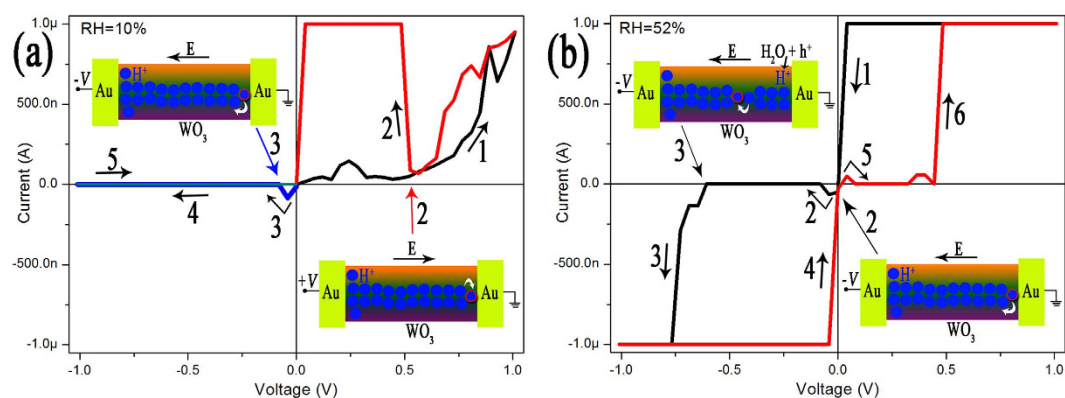 (a)
RH=10%
1.0μ
500.0n
0.0
-500.0n
-1.0μ
Current (A)
-1.0
-0.5
0.0
0.5
1.0
Voltage (V)
E
-V
Au
H⁺
Au
WO₃
3
5
4
3
2
1
2
E
+V
Au
H⁺
Au
WO₃
(b)
RH=52%
1.0μ
500.0n
0.0
-500.0n
-1.0μ
Current (A)
-1.0
-0.5
0.0
0.5
1.0
Voltage (V)
E
H₂O + h⁺
-V
Au
H⁺
H⁺
Au
WO₃
3
1
6
5
2
2
3
4
E
-V
Au
H⁺
Au
WO₃